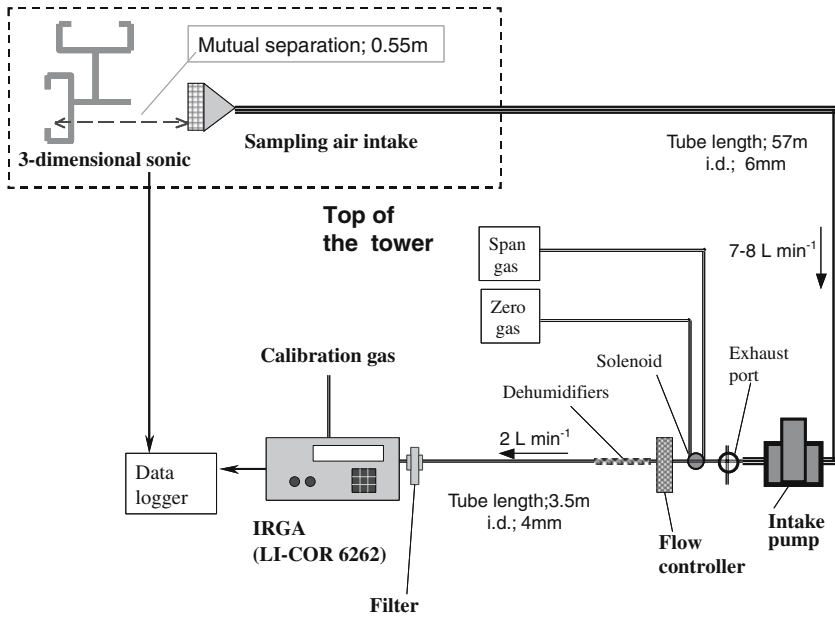 Mutual separation; 0.55m
Sampling air intake
3-dimensional sonic
Tube length; 57m
i.d.; 6mm
Top of
the tower
Span
gas
7-8 L min-1
Zero
gas
Calibration gas
Solenoid
Exhaust
port
Dehumidifiers
2 L min-1
Data
logger
Tube length;3.5m
i.d.; 4mm
IRGA
(LI-COR 6262)
Filter
Flow
controller
Intake
pump